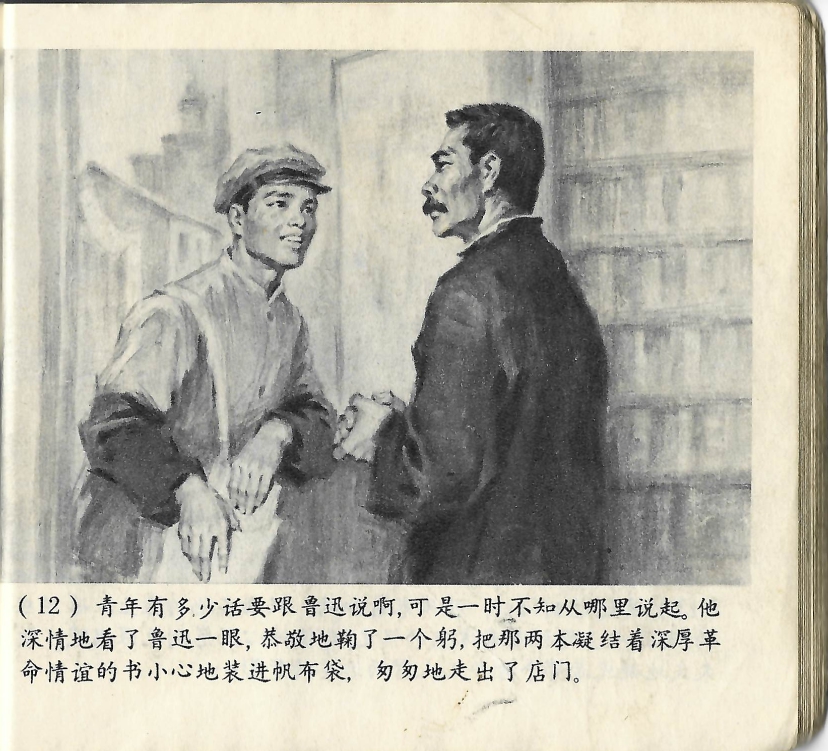 (12) 青年有多少话要跟鲁迅说啊,可是一时不知从哪里说起。他
深情地看了鲁迅一眼,恭敬地鞠了一个躬,把那两本凝结着深厚革
命情谊的书小心地装进帆布袋, 匆匆地走出了店门。